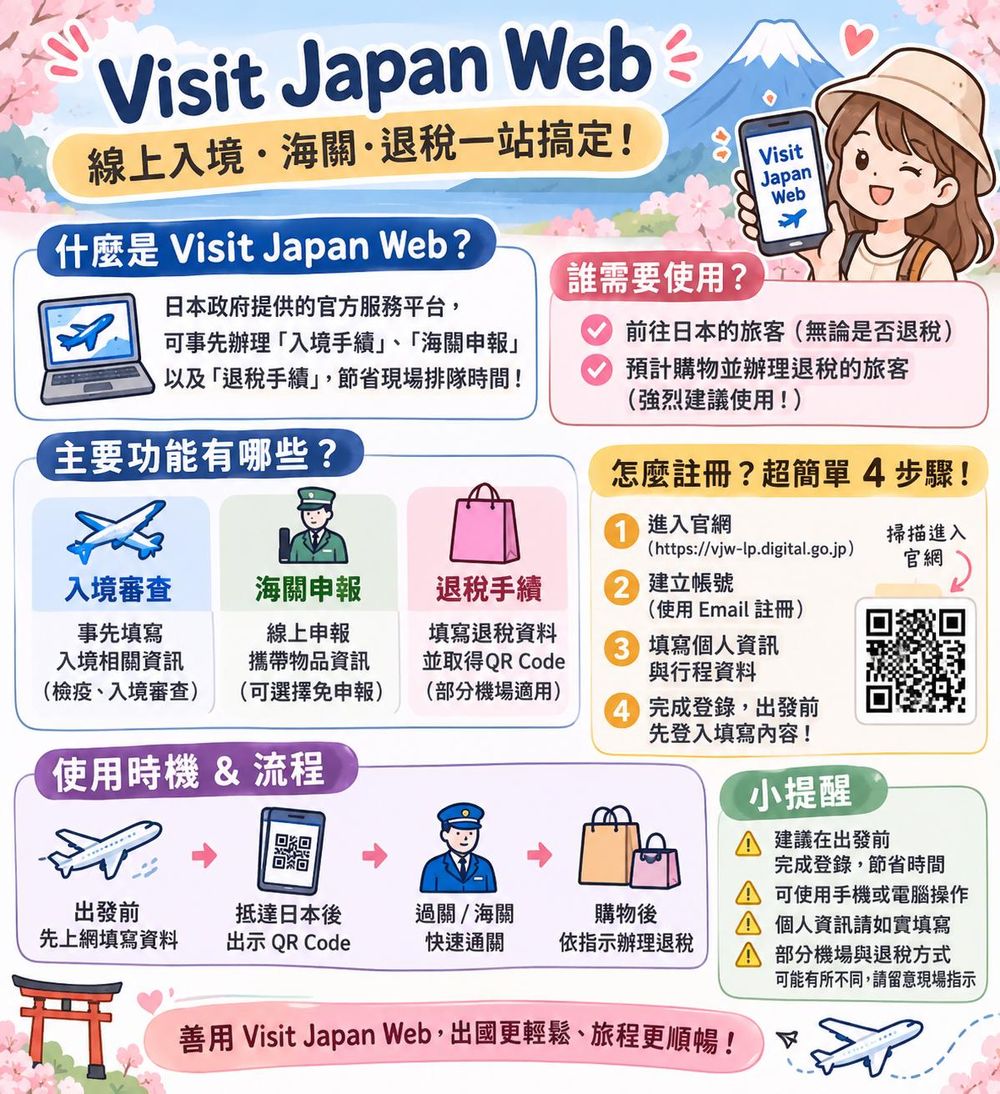 Visit Japan Web
線上入境・海關・退稅一站搞定！
Visit
Japan
Web
什麼是 Visit Japan Web？
日本政府提供的官方服務平台，
可事先辦理「入境手續」、「海關申報」
以及「退稅手續」，節省現場排隊時間！
誰需要使用？
前往日本的旅客（無論是否退稅）
預計購物並辦理退稅的旅客
（強烈建議使用！）
主要功能有哪些？
入境審查
事先填寫
入境相關資訊
（檢疫、入境審查）
海關申報
線上申報
攜帶物品資訊
（可選擇免申報）
退稅手續
填寫退稅資料
並取得QR Code
（部分機場適用）
怎麼註冊？超簡單 4 步驟！
1 進入官網
（https://vjw-lp.digital.go.jp）
2 建立帳號
（使用 Email 註冊）
3 填寫個人資訊
與行程資料
4 完成登錄，出發前
先登入填寫內容！
掃描進入
官網
使用時機 & 流程
出發前
先上網填寫資料
抵達日本後
出示 QR Code
過關 / 海關
快速通關
購物後
依指示辦理退稅
小提醒
建議在出發前
完成登錄，節省時間
可使用手機或電腦操作
個人資訊請如實填寫
部分機場與退稅方式
可能有所不同，請留意現場指示
善用 Visit Japan Web，出國更輕鬆、旅程更順暢！